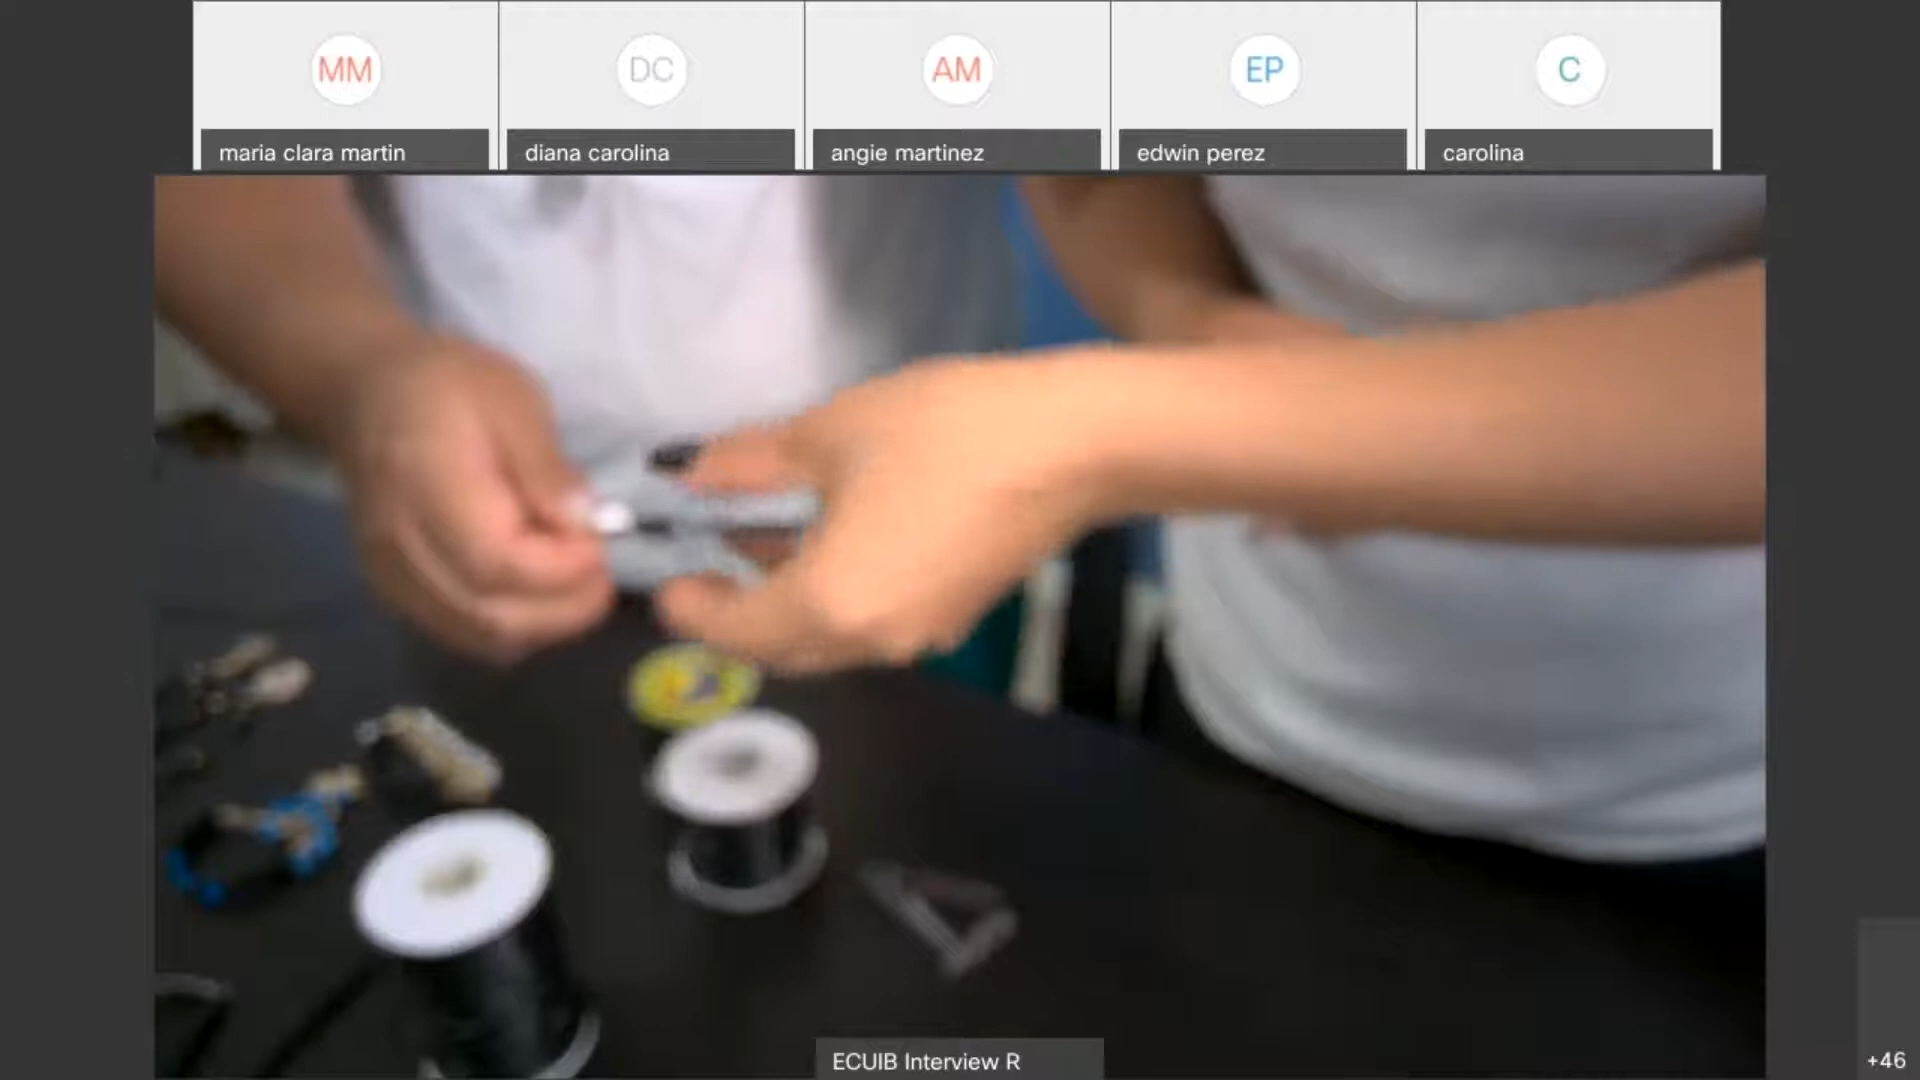 MM
DC
AM
EP
C
maria clara martin
diana carolina
angie martinez
edwin perez
carolina
ECUIB Interview R
+46